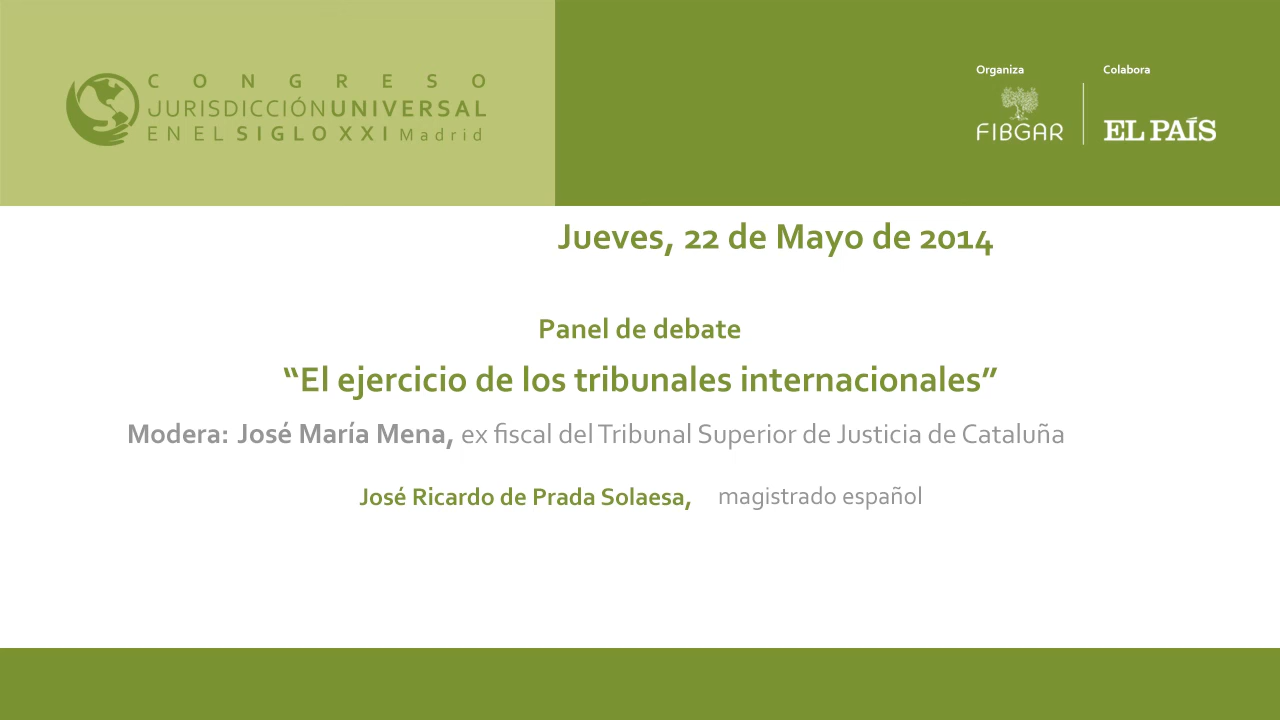 CONGRESO
JURISDICCIÓN UNIVERSAL
EN EL SIGLO XXI Madrid
Organiza
FIBGAR
Colabora
EL PAÍS
Jueves, 22 de Mayo de 2014
Panel de debate
“El ejercicio de los tribunales internacionales”
Modera: José María Mena, ex fiscal del Tribunal Superior de Justicia de Cataluña
José Ricardo de Prada Solaesa, magistrado español